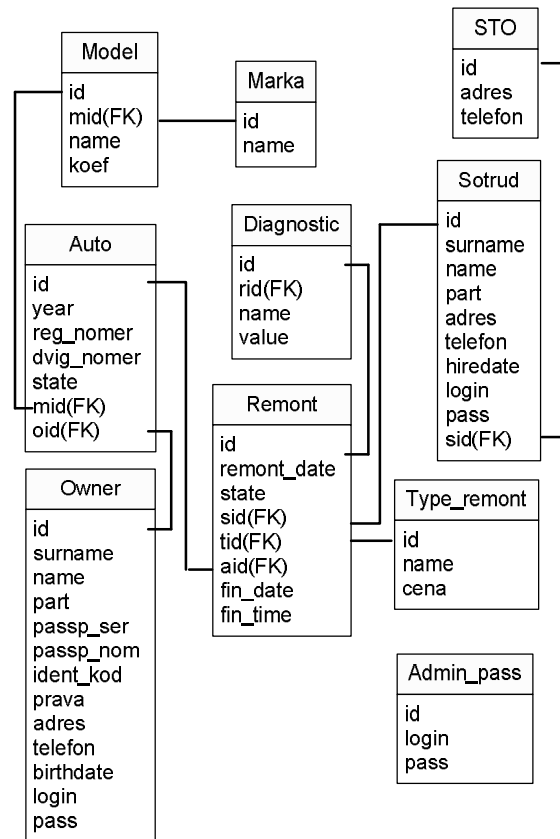 Model
id
mid(FK)
name
koef
Marka
id
name
STO
id
adres
telefon
Auto
id
year
reg_nomer
dvig_nomer
state
mid(FK)
oid(FK)
Diagnostic
id
rid(FK)
name
value
Sotrud
id
surname
name
part
adres
telefon
hiredate
login
pass
sid(FK)
Owner
id
surname
name
part
passp_ser
passp_nom
ident_kod
prava
adres
telefon
birthdate
login
pass
Remont
id
remont_date
state
sid(FK)
tid(FK)
aid(FK)
fin_date
fin_time
Type_remont
id
name
cena
Admin_pass
id
login
pass